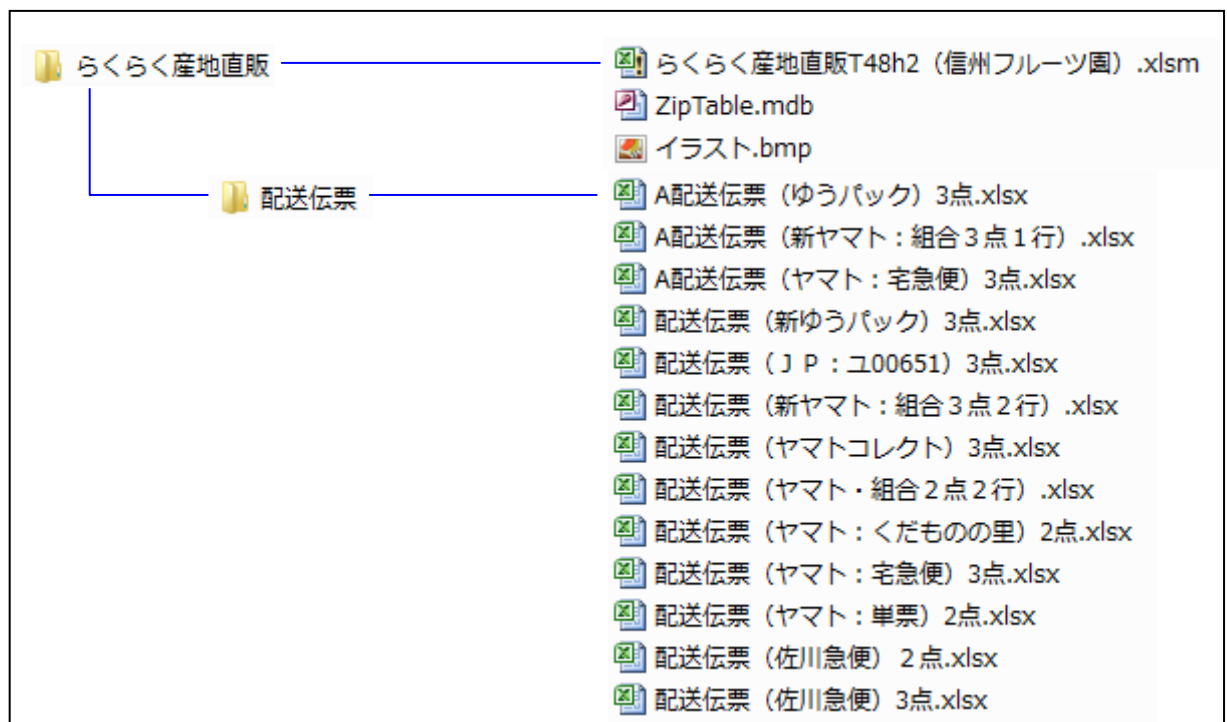 らくらく産地直販
らくらく産地直販T48h2（信州フルーツ園）.xlsm
ZipTable.mdb
イラスト.bmp
配送伝票
A配送伝票（ゆうパック）3点.xlsx
A配送伝票（新ヤマト：組合３点１行）.xlsx
A配送伝票（ヤマト：宅急便）3点.xlsx
配送伝票（新ゆうパック）3点.xlsx
配送伝票（ＪＰ：ユ00651）3点.xlsx
配送伝票（新ヤマト：組合３点２行）.xlsx
配送伝票（ヤマトコレクト）3点.xlsx
配送伝票（ヤマト・組合２点２行）.xlsx
配送伝票（ヤマト：くだものの里）2点.xlsx
配送伝票（ヤマト：宅急便）3点.xlsx
配送伝票（ヤマト：単票）2点.xlsx
配送伝票（佐川急便）２点.xlsx
配送伝票（佐川急便）3点.xlsx